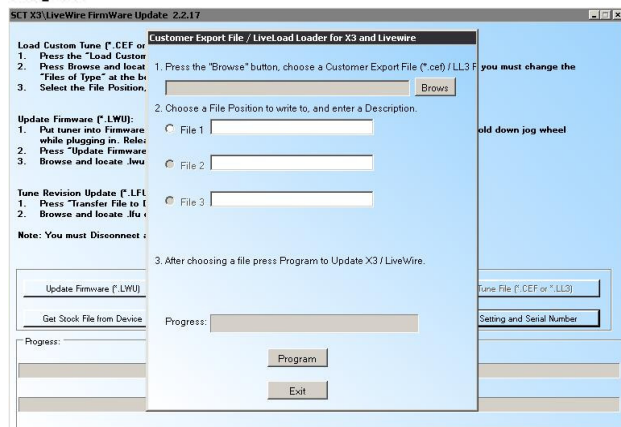 SCT X3\LiveWire FirmWare Update 2.2.17
Customer Export File / LiveLoad Loader for X3 and Livewire
Load Custom Tune (*.CEF or
1. Press the "Load Custom
2. Press Browse and locat
"Files of Type" at the bo
you must change the
3. Select the File Position,
1. Press the "Browse" button, choose a Customer Export File (*.cef) / LL3 F
Brows
2. Choose a File Position to write to, and enter a Description.
File 1
File 2
File 3
Update Firmware (*.LWU):
1. Put tuner into Firmware
old down jog wheel
while plugging in. Relea
2. Press "Update Firmware
3. Browse and locate .lwu
Tune Revision Update (*.LFU
1. Press "Transfer File to D
2. Browse and locate .lfu
Note: You must Disconnect
3. After choosing a file press Program to Update X3 / LiveWire.
Update Firmware (*.LWU)
Tune File (*.CEF or *.LL3)
Get Stock File from Device
Setting and Serial Number
Progress:
Progress:
Program
Exit